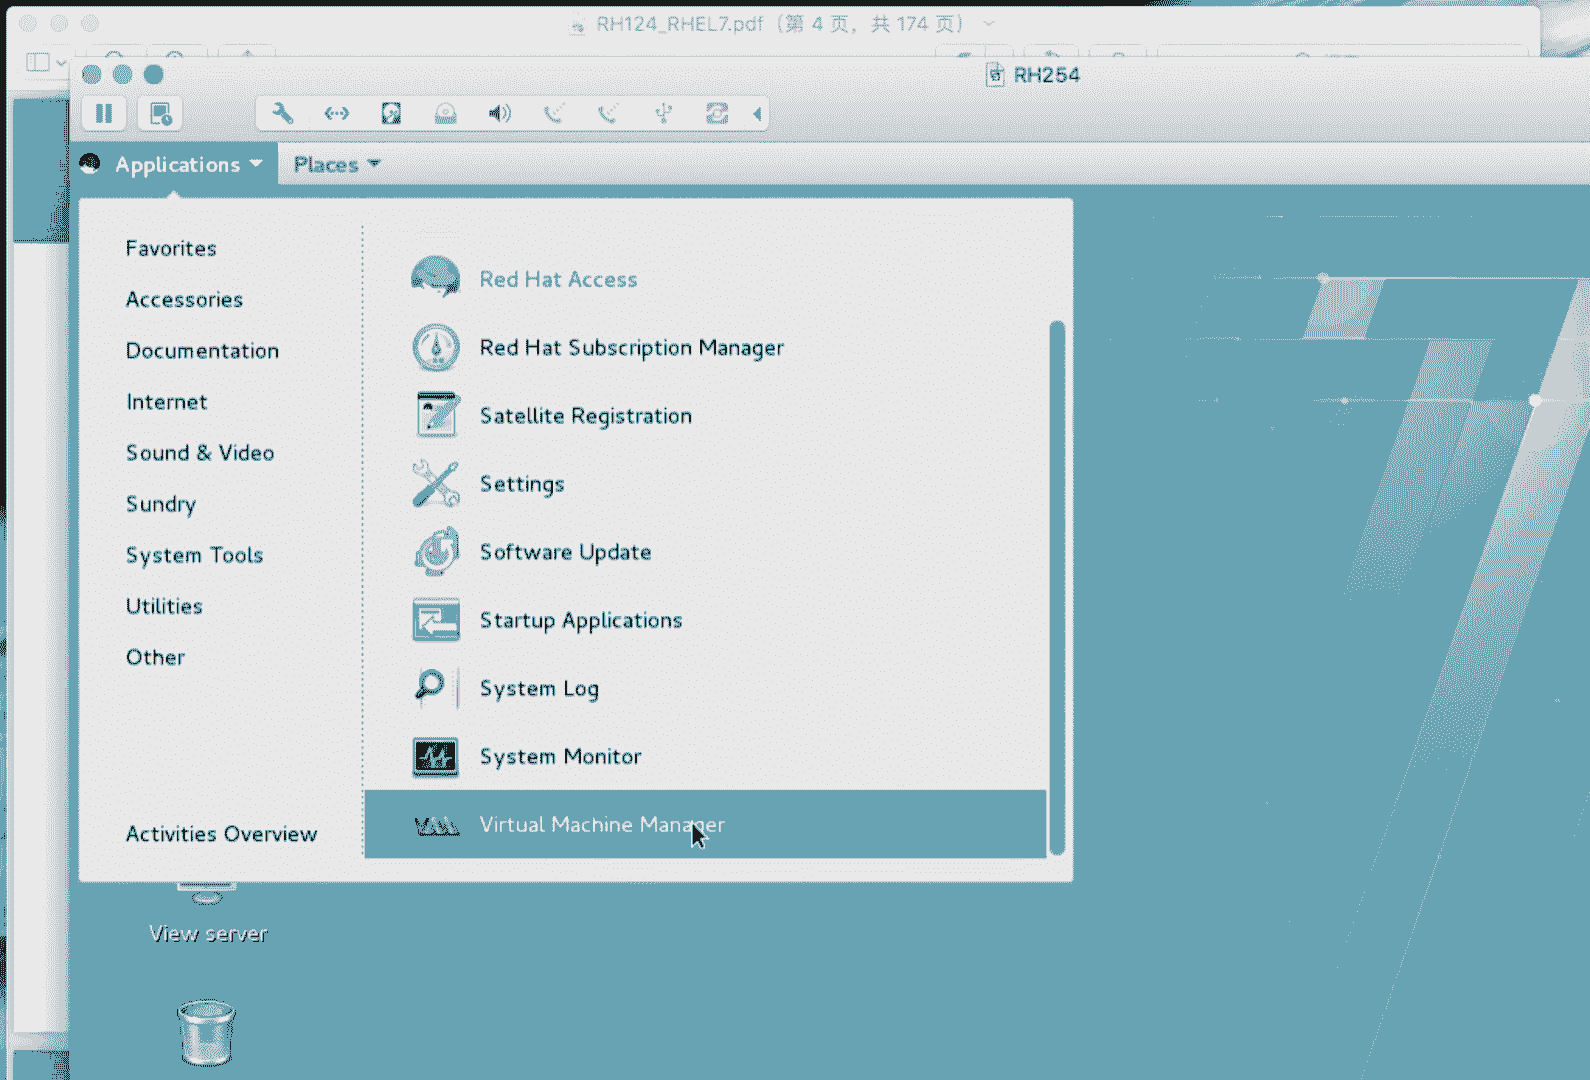 RH124_RHEL7.pdf（第 4 页，共 174 页）
RH254
Applications
Places
Favorites
Accessories
Documentation
Internet
Sound & Video
Sundry
System Tools
Utilities
Other
Activities Overview
Red Hat Access
Red Hat Subscription Manager
Satellite Registration
Settings
Software Update
Startup Applications
System Log
System Monitor
Virtual Machine Manager
View server